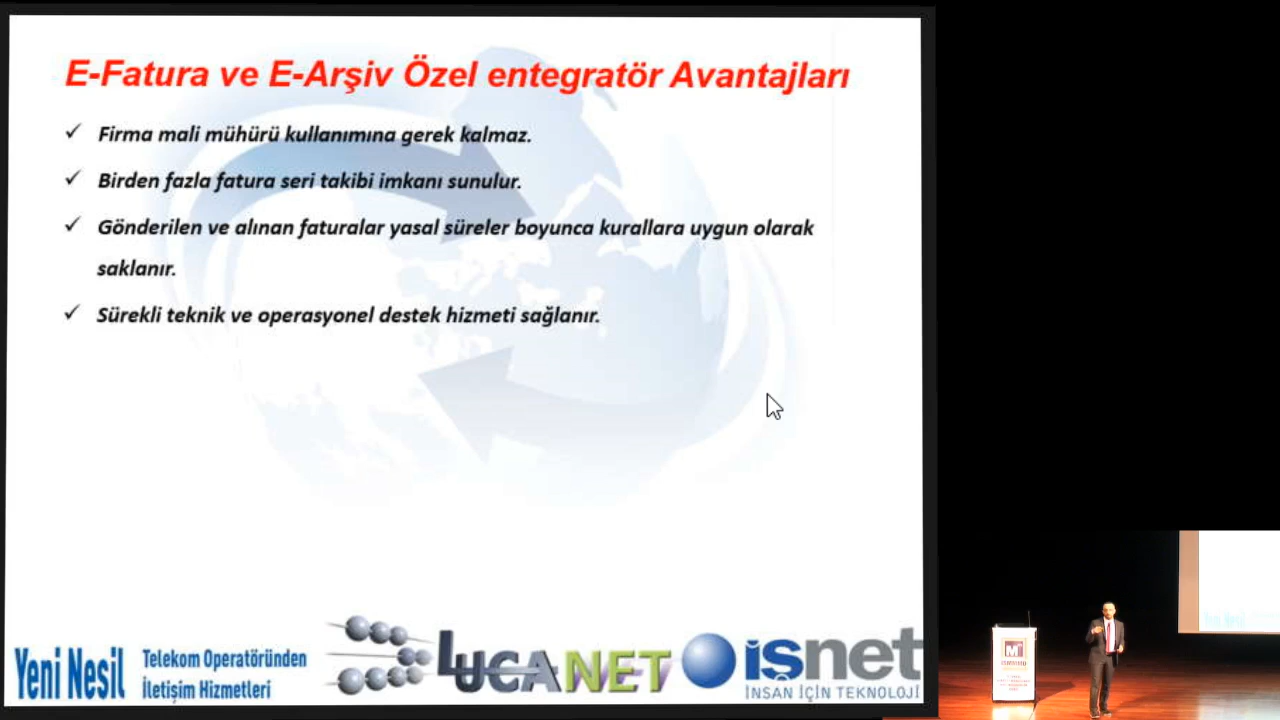 E-Fatura ve E-Arşiv Özel entegratör Avantajları
✓ Firma mali mühürü kullanımına gerek kalmaz.
✓ Birden fazla fatura seri takibi imkanı sunulur.
✓ Gönderilen ve alınan faturalar yasal süreler boyunca kurallara uygun olarak
saklanır.
✓ Sürekli teknik ve operasyonel destek hizmeti sağlanır.
Yeni Nesil
Telekom Operatöründen
İletişim Hizmetleri
LUCANET
işnet
İNSAN İÇİN TEKNOLOJİ
Yeni Nesil